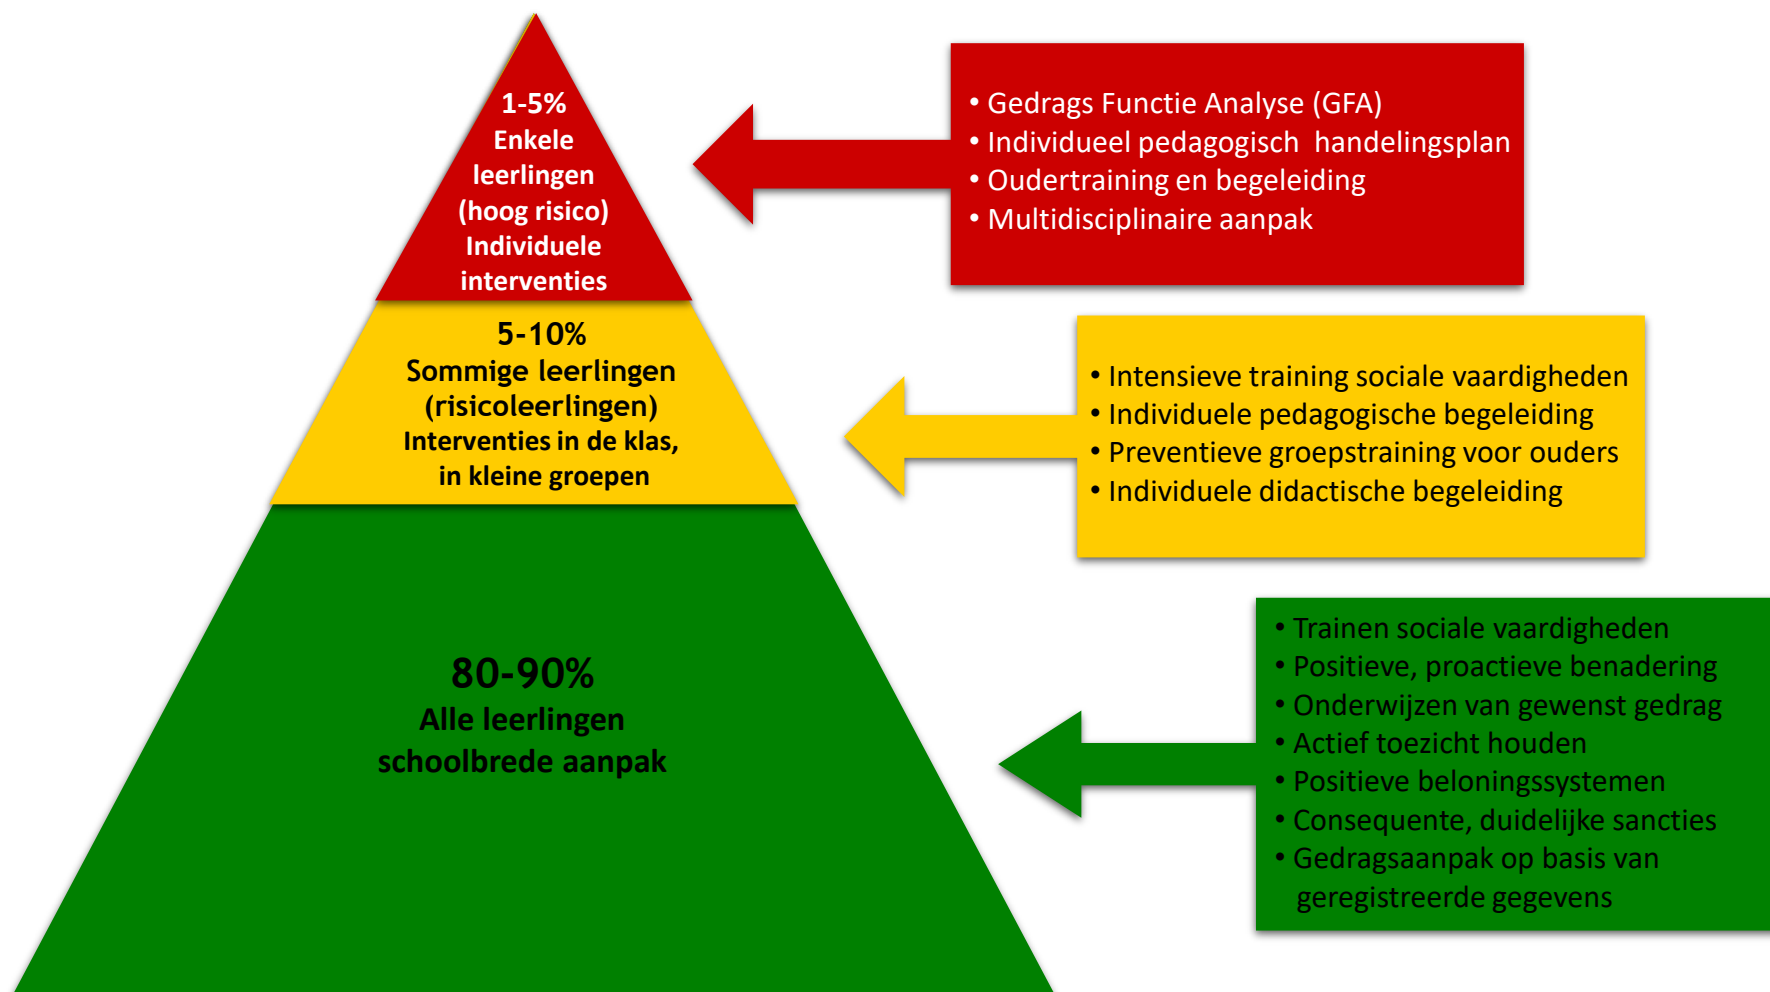 1-5%
Enkele
leerlingen
(hoog risico)
Individuele
interventies
• Gedrags Functie Analyse (GFA)
• Individueel pedagogisch handelingsplan
• Oudertraining en begeleiding
• Multidisciplinaire aanpak
5-10%
Sommige leerlingen
(risicoleerlingen)
Interventies in de klas,
in kleine groepen
• Intensieve training sociale vaardigheden
• Individuele pedagogische begeleiding
• Preventieve groepstraining voor ouders
• Individuele didactische begeleiding
80-90%
Alle leerlingen
schoolbrede aanpak
• Trainen sociale vaardigheden
• Positieve, proactieve benadering
• Onderwijzen van gewenst gedrag
• Actief toezicht houden
• Positieve beloningssystemen
• Consequente, duidelijke sancties
• Gedragsaanpak op basis van
geregistreerde gegevens